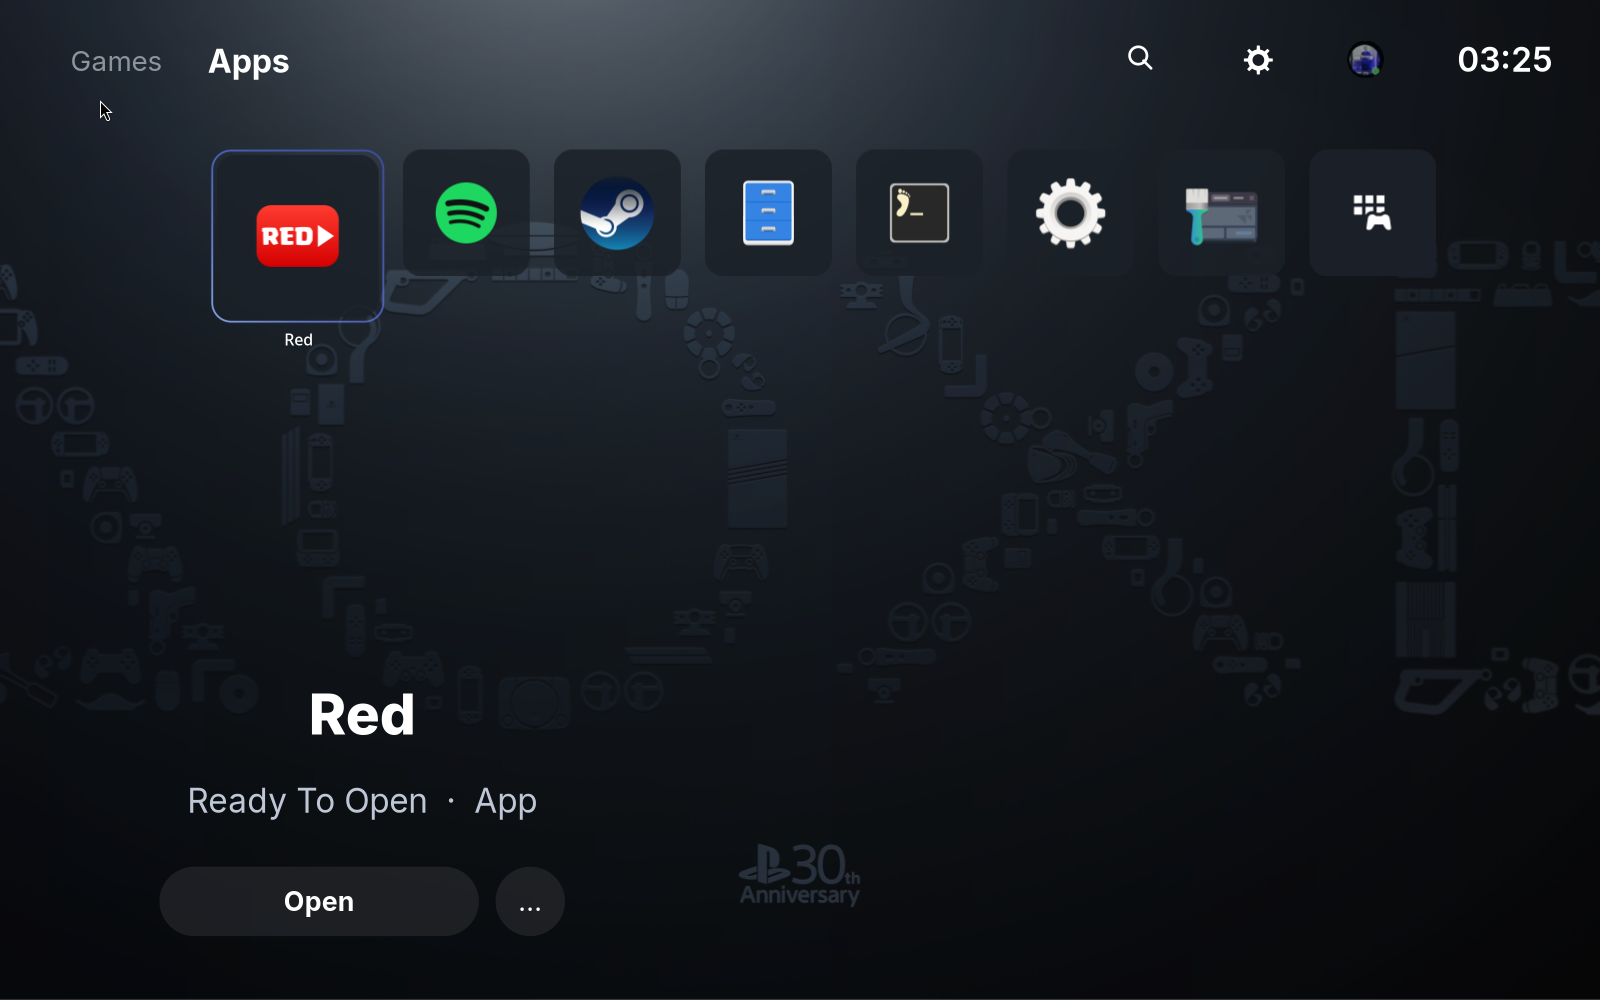 Games Apps 03:25
RED
Red
Red
Ready To Open · App
Open ...
30th
Anniversary